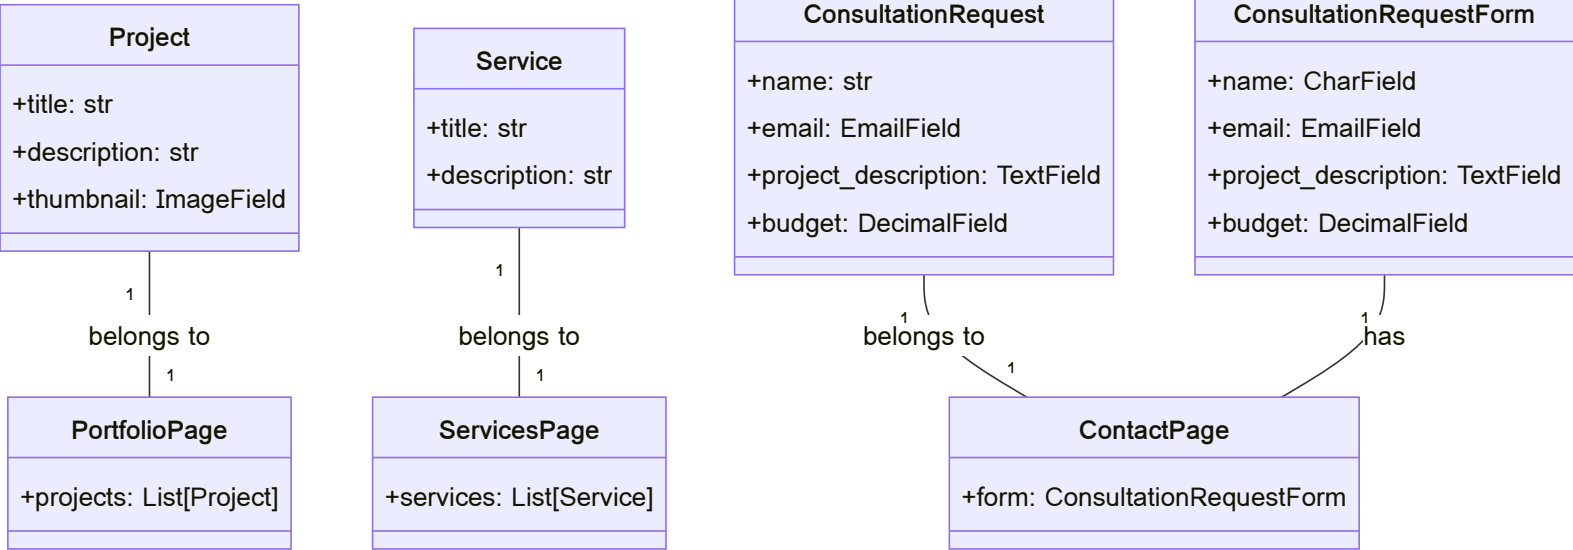 Project
+title: str
+description: str
+thumbnail: ImageField
1
belongs to
1
PortfolioPage
+projects: List[Project]
Service
+title: str
+description: str
1
belongs to
1
ServicesPage
+services: List[Service]
ConsultationRequest
+name: str
+email: EmailField
+project_description: TextField
+budget: DecimalField
1
belongs to
1
ConsultationRequestForm
+name: CharField
+email: EmailField
+project_description: TextField
+budget: DecimalField
1
has
ContactPage
+form: ConsultationRequestForm